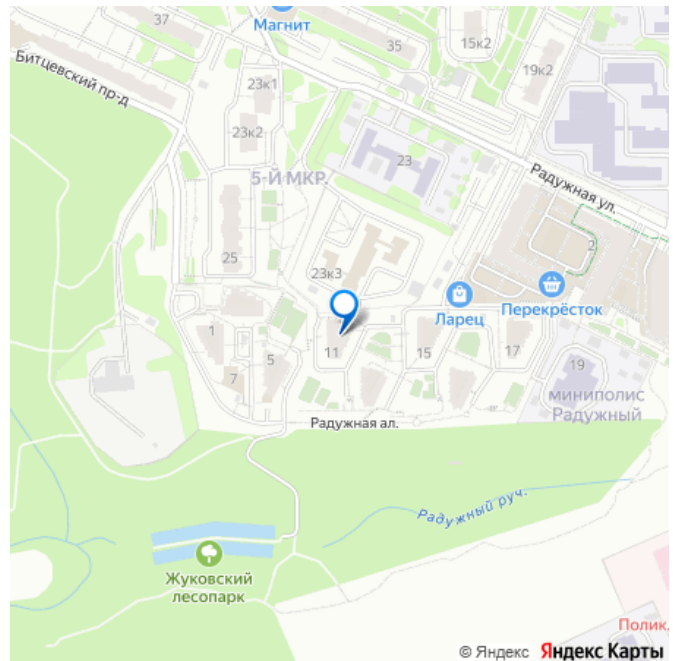 37
Магнит
35
15к2
19к2
Битцевский пр-д
23к1
23к2
23
5-Й МКР.
Радужная ул.
25
23к3
2
Ларец
Перекрёсток
1
7
5
11
15
17
19
миниполис
Радужный
Радужная ал.
Радужный руч.
Жуковский
лесопарк
Полик.
© Яндекс Яндекс Карты